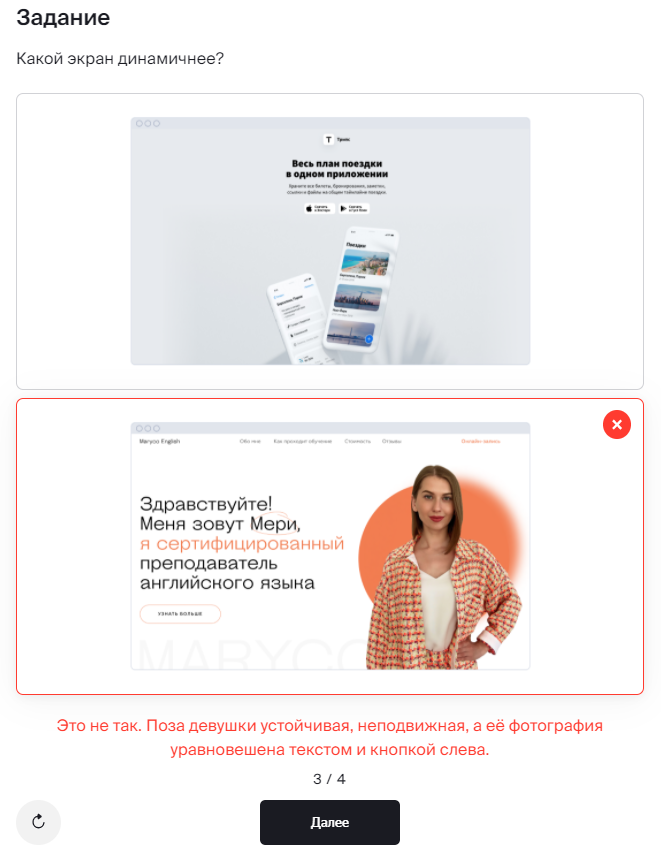 Задание
Какой экран динамичнее?
T Трипс
Весь план поездки
в одном приложении
Храните все билеты, бронирования, заметки,
ссылки и файлы на общем таймлайне поездки.
Поездки
Maryco English
Обо мне Как проходит обучение Стоимость Отзывы Онлайн-запись
Здравствуйте!
Меня зовут Мери,
я сертифицированный
преподаватель
английского языка
УЗНАТЬ БОЛЬШЕ
MARYCO
Это не так. Поза девушки устойчивая, неподвижная, а её фотография
уравновешена текстом и кнопкой слева.
3 / 4
Далее